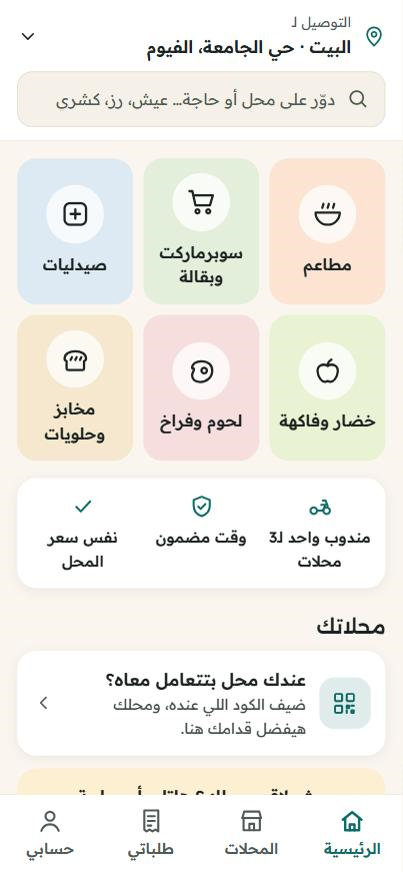 التوصيل لـ
البيت · حي الجامعة، الفيوم
دوّر على محل أو حاجة... عيش، رز، كشرى
مطاعم
سوبرماركت
وبقالة
صيدليات
خضار وفاكهة
لحوم وفراخ
مخابز
وحلويات
مندوب واحد لـ3
محلات
وقت مضمون
نفس سعر
المحل
محلاتك
عندك محل بتتعامل معاه؟
ضيف الكود اللي عنده، ومحلك
هيفضل قدامك هنا.
الرئيسية
المحلات
طلباتي
حسابي